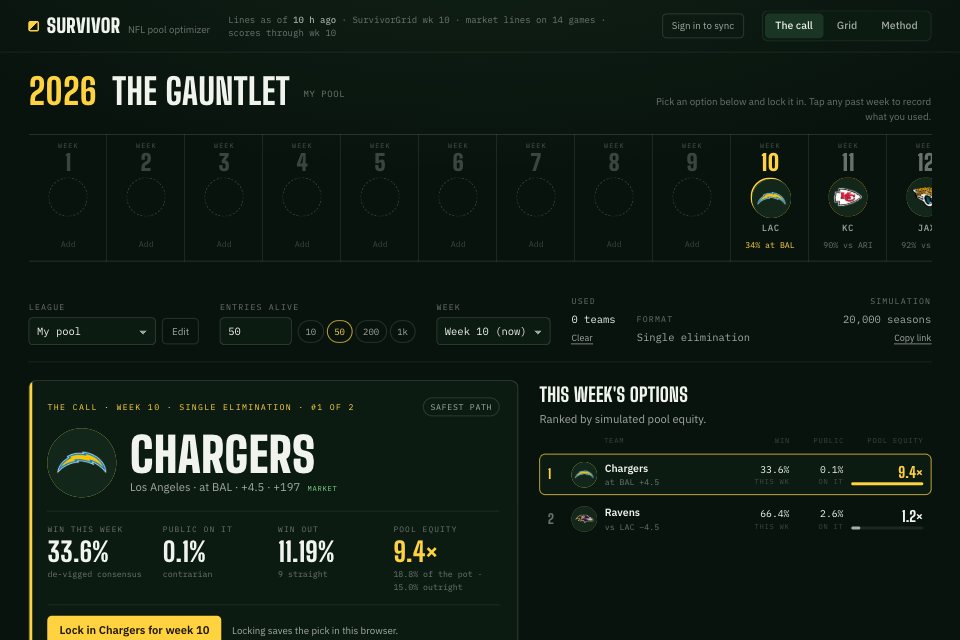 SURVIVOR NFL pool optimizer
Lines as of 10 h ago · SurvivorGrid wk 10 · market lines on 14 games ·
scores through wk 10
Sign in to sync
The call Grid Method
2026 THE GAUNTLET MY POOL
Pick an option below and lock it in. Tap any past week to record
what you used.
WEEK WEEK WEEK WEEK WEEK WEEK WEEK WEEK WEEK WEEK WEEK WEE
1 2 3 4 5 6 7 8 9 10 11 12
LAC KC JAX
Add Add Add Add Add Add Add Add Add 34% at BAL 90% vs ARI 92% vs
LEAGUE ENTRIES ALIVE WEEK USED SIMULATION
My pool Edit 50 10 50 200 1k Week 10 (now) 0 teams FORMAT 20,000 seasons
Clear Single elimination Copy link
THE CALL · WEEK 10 · SINGLE ELIMINATION · #1 OF 2 SAFEST PATH
CHARGERS
Los Angeles · at BAL · +4.5 · +197 MARKET
WIN THIS WEEK PUBLIC ON IT WIN OUT POOL EQUITY
33.6% 0.1% 11.19% 9.4×
de-vigged consensus contrarian 9 straight 18.8% of the pot ·
15.0% outright
Lock in Chargers for week 10 Locking saves the pick in this browser.
THIS WEEK'S OPTIONS
Ranked by simulated pool equity.
TEAM WIN PUBLIC POOL EQUITY
1 Chargers 33.6% 0.1% 9.4×
at BAL +4.5 THIS WK ON IT
2 Ravens 66.4% 2.6% 1.2×
vs LAC −4.5 THIS WK ON IT